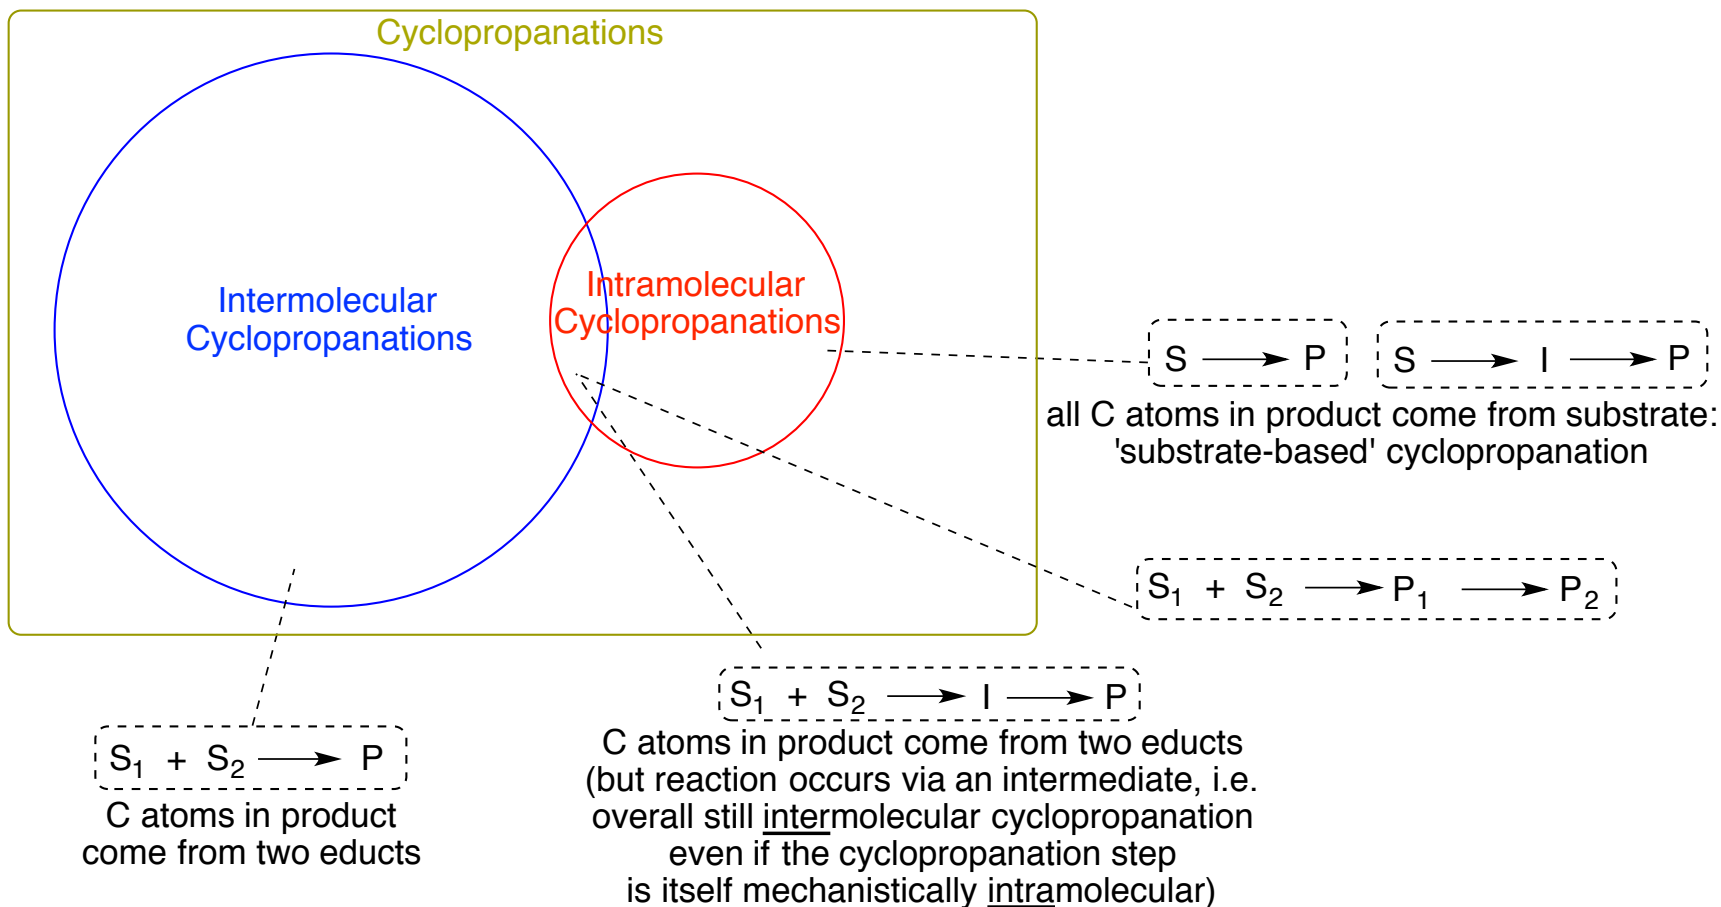 Cyclopropanations
Intermolecular
Cyclopropanations
Intramolecular
Cyclopropanations
S → P
S → I → P
all C atoms in product come from substrate:
'substrate-based' cyclopropanation
S₁ + S₂ → P₁ → P₂
S₁ + S₂ → I → P
C atoms in product come from two educts
(but reaction occurs via an intermediate, i.e.
overall still intermolecular cyclopropanation
even if the cyclopropanation step
is itself mechanistically intramolecular)
S₁ + S₂ → P
C atoms in product
come from two educts